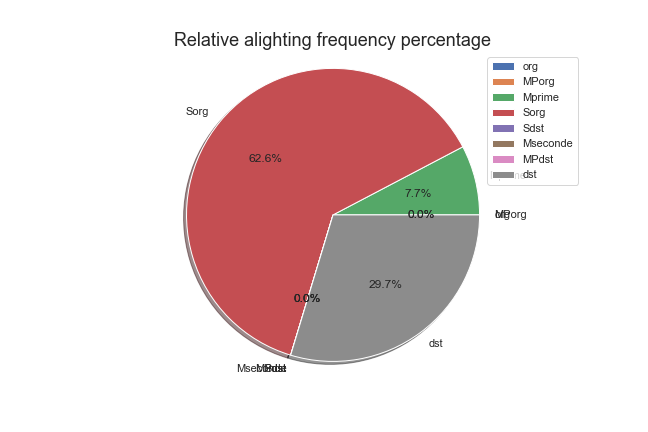 Relative alighting frequency percentage
org
MPorg
Mprime
Sorg
Sdst
Mseconde
MPdst
dst
Sorg
62.6%
7.7%
0.0%
MPorg
29.7%
0.0%
dst